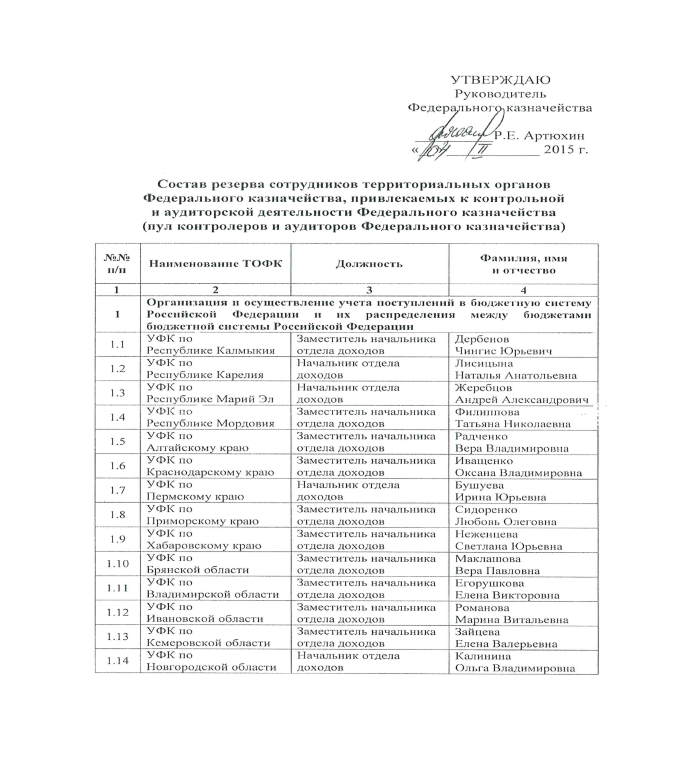 УТВЕРЖДАЮ
Руководитель
Федерального казначейства
Р.Е. Артюхин
« 2015 г.
Состав резерва сотрудников территориальных органов
Федерального казначейства, привлекаемых к контрольной
и аудиторской деятельности Федерального казначейства
(пул контролеров и аудиторов Федерального казначейства)
№№ п/п Наименование ТОФК Должность Фамилия, имя и отчество
1 2 3 4
1 Организация и осуществление учета поступлений в бюджетную систему
Российской Федерации и их распределения между бюджетами
бюджетной системы Российской Федерации
1.1 УФК по Заместитель начальника Дербенов
Республике Калмыкия отдела доходов Чингис Юрьевич
1.2 УФК по Начальник отдела Лисицына
Республике Карелия доходов Наталья Анатольевна
1.3 УФК по Начальник отдела Жеребцов
Республике Марий Эл доходов Андрей Александрович
1.4 УФК по Заместитель начальника Филиппова
Республике Мордовия отдела доходов Татьяна Николаевна
1.5 УФК по Заместитель начальника Радченко
Алтайскому краю отдела доходов Вера Владимировна
1.6 УФК по Заместитель начальника Иващенко
Краснодарскому краю отдела доходов Оксана Владимировна
1.7 УФК по Начальник отдела Бушуева
Пермскому краю доходов Ирина Юрьевна
1.8 УФК по Заместитель начальника Сидоренко
Приморскому краю отдела доходов Любовь Олеговна
1.9 УФК по Заместитель начальника Неженцева
Хабаровскому краю отдела доходов Светлана Юрьевна
1.10 УФК по Заместитель начальника Маклашова
Брянской области отдела доходов Вера Павловна
1.11 УФК по Заместитель начальника Егорушкова
Владимирской области отдела доходов Елена Викторовна
1.12 УФК по Заместитель начальника Романова
Ивановской области отдела доходов Марина Витальевна
1.13 УФК по Заместитель начальника Зайцева
Кемеровской области отдела доходов Елена Валерьевна
1.14 УФК по Начальник отдела Калинина
Новгородской области доходов Ольга Владимировна